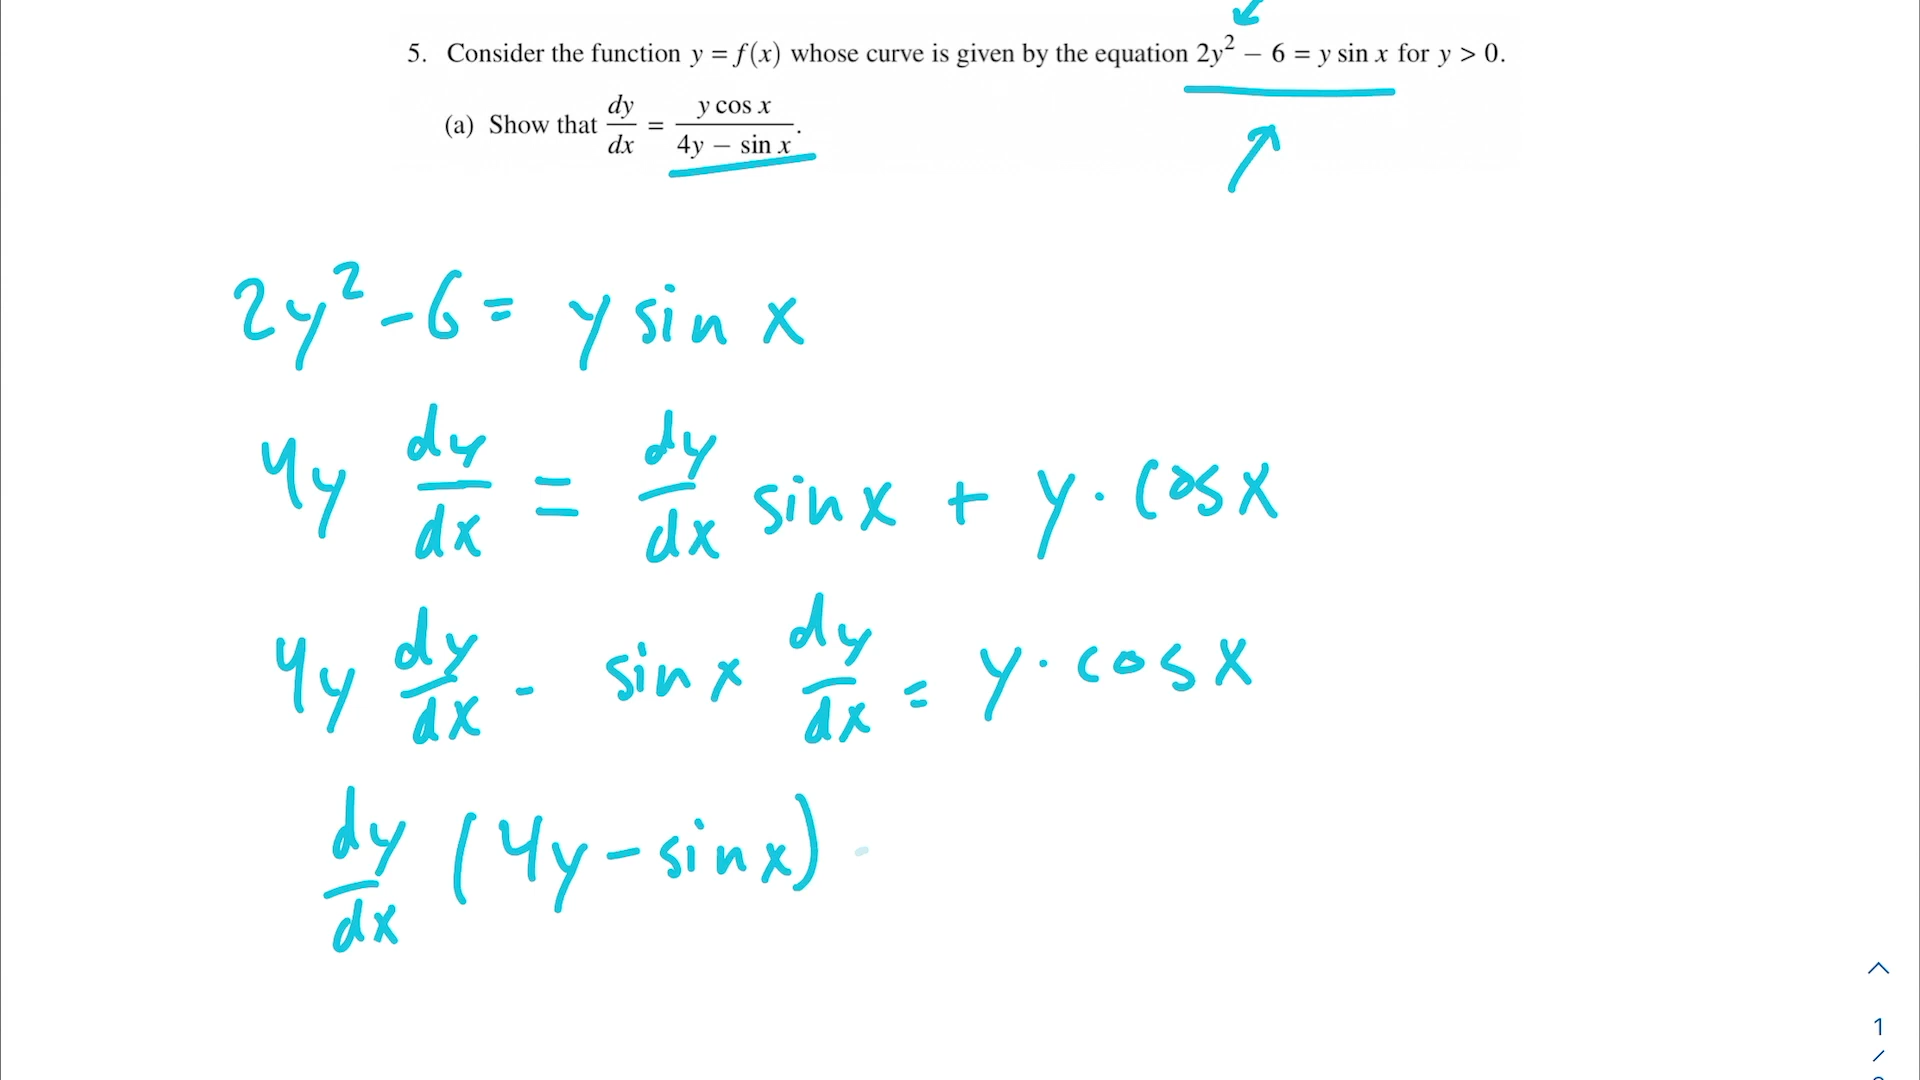 5. Consider the function y = f(x) whose curve is given by the equation 2y² – 6 = y sin x for y > 0.
(a) Show that dy/dx = y cos x / 4y – sin x.
2y² - 6 = y sin x
4y dy/dx = dy/dx sin x + y · cos x
4y dy/dx - sin x dy/dx = y · cos x
dy/dx (4y - sin x)
1
/